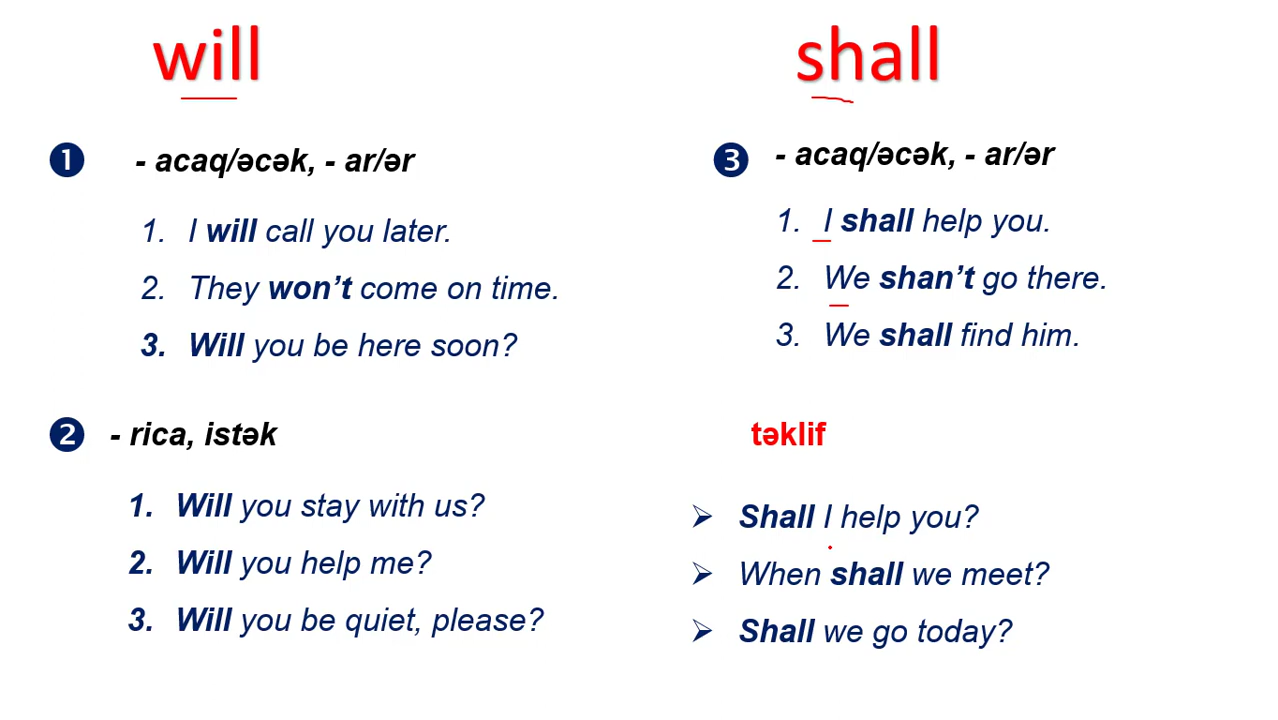 will
❶ - acaq/əcək, - ar/ər
1. I will call you later.
2. They won’t come on time.
3. Will you be here soon?
❷ - rica, istək
1. Will you stay with us?
2. Will you help me?
3. Will you be quiet, please?
shall
❸ - acaq/əcək, - ar/ər
1. I shall help you.
2. We shan’t go there.
3. We shall find him.
təklif
➢ Shall I help you?
➢ When shall we meet?
➢ Shall we go today?